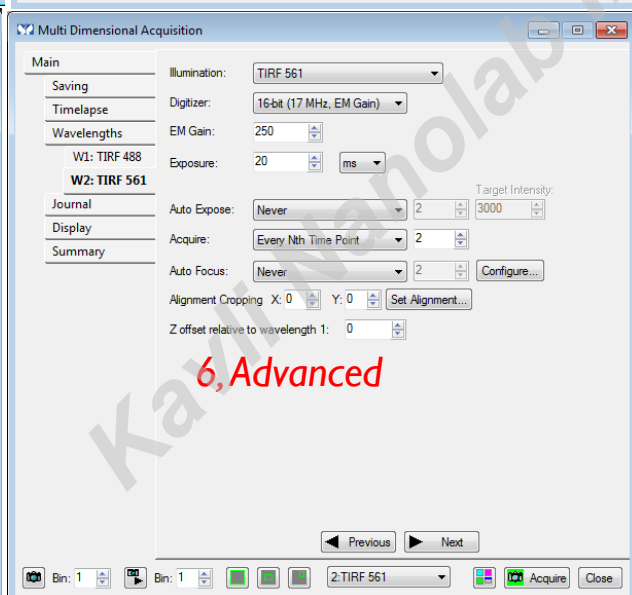 Multi Dimensional Acquisition
Main
Saving
Timelapse
Wavelengths
W1: TIRF 488
W2: TIRF 561
Journal
Display
Summary
Illumination: TIRF 561
Digitizer: 16-bit (17 MHz, EM Gain)
EM Gain: 250
Exposure: 20 ms
Target Intensity:
Auto Expose: Never 2 3000
Acquire: Every Nth Time Point 2
Auto Focus: Never 2 Configure...
Alignment Cropping X: 0 Y: 0 Set Alignment...
Z offset relative to wavelength 1: 0
6, Advanced
Kavli Nanolab
Previous Next
Bin: 1 Bin: 1 2:TIRF 561 Acquire Close